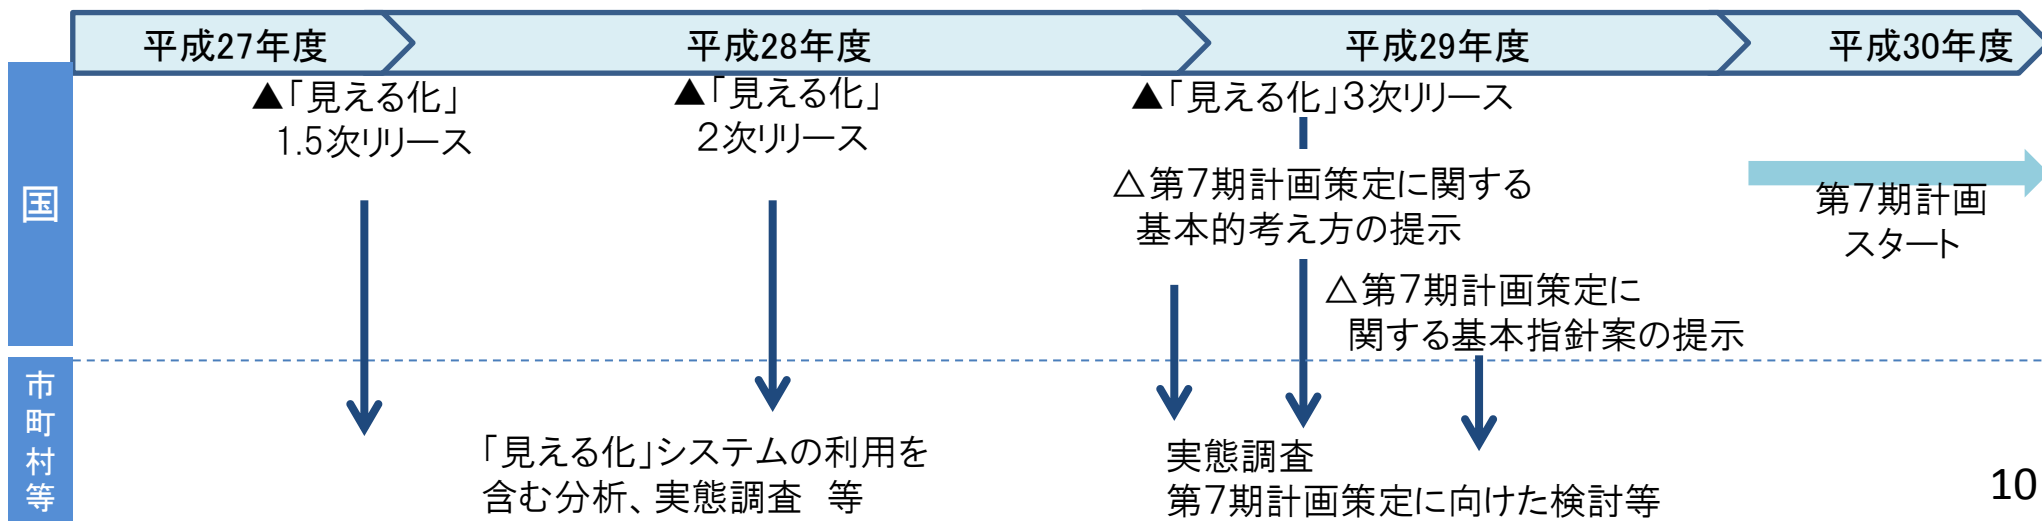 平成27年度
平成28年度
平成29年度
平成30年度
国
▲「見える化」
1.5次リリース
▲「見える化」
２次リリース
▲「見える化」３次リリース
△第７期計画策定に関する
基本的考え方の提示
△第７期計画策定に
関する基本指針案の提示
第７期計画
スタート
市町村等
「見える化」システムの利用を
含む分析、実態調査　等
実態調査
第７期計画策定に向けた検討等
10